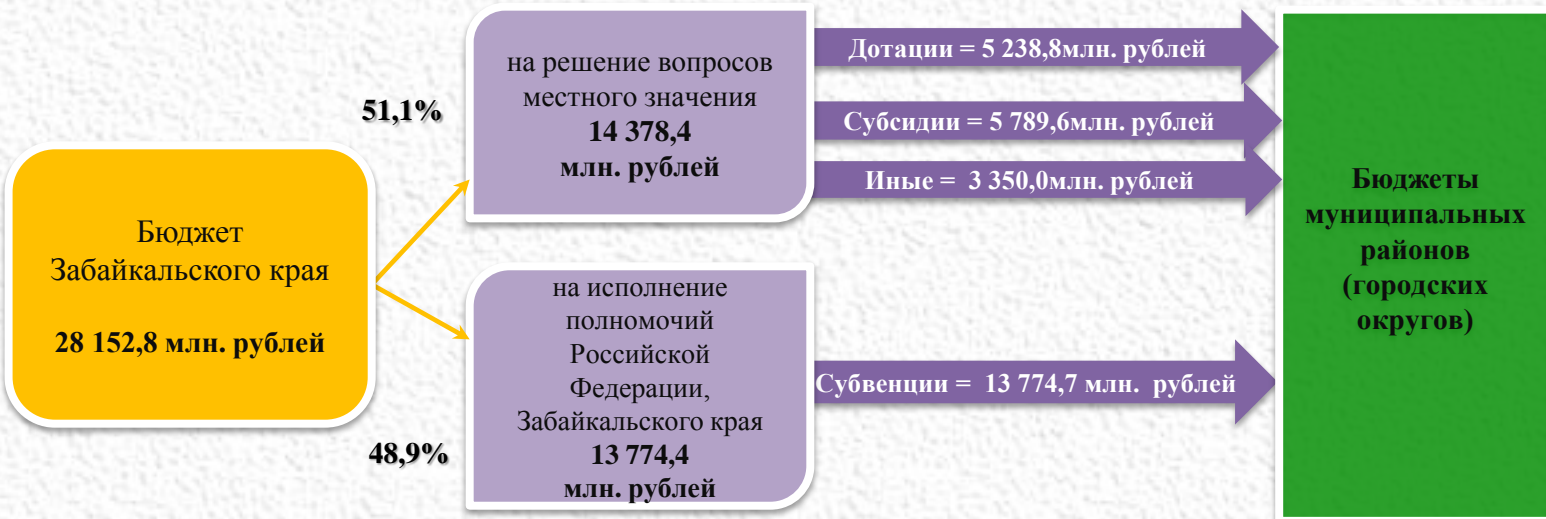 Бюджет
Забайкальского края
28 152,8 млн. рублей
51,1%
на решение вопросов
местного значения
14 378,4
млн. рублей
48,9%
на исполнение
полномочий
Российской
Федерации,
Забайкальского края
13 774,4
млн. рублей
Дотации = 5 238,8млн. рублей
Субсидии = 5 789,6млн. рублей
Иные =  3 350,0млн. рублей
Субвенции =  13 774,7 млн.  рублей
Бюджеты
муниципальных
районов
(городских
округов)